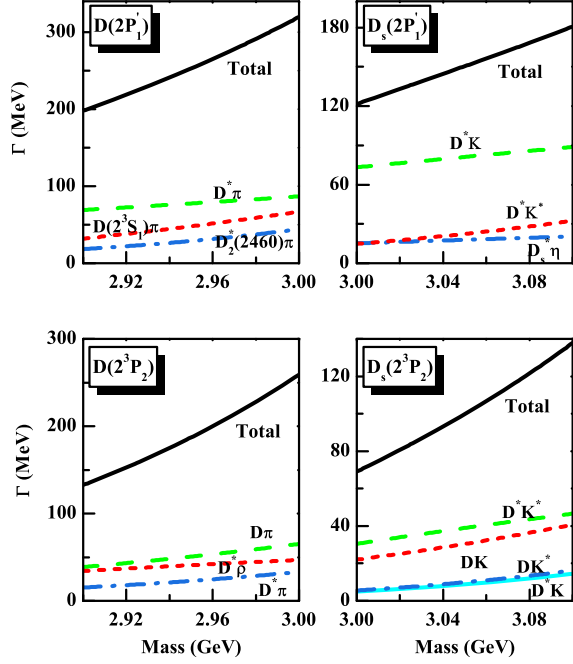 D(2P'₁)
Total
D*π
D(2³S₁)π
D*₂(2460)π
Γ (MeV)
300
200
100
0
2.92 2.96 3.00
Dₛ(2P'₁)
Total
D*K
D*K*
D*ₛ η
180
120
60
0
3.00 3.04 3.08
D(2³P₂)
Total
Dπ
D*ρ
D*π
Γ (MeV)
300
200
100
0
2.92 2.96 3.00
Mass (GeV)
Dₛ(2³P₂)
Total
D*K*
DK
DK*
D*K
120
80
40
0
3.00 3.04 3.08
Mass (GeV)